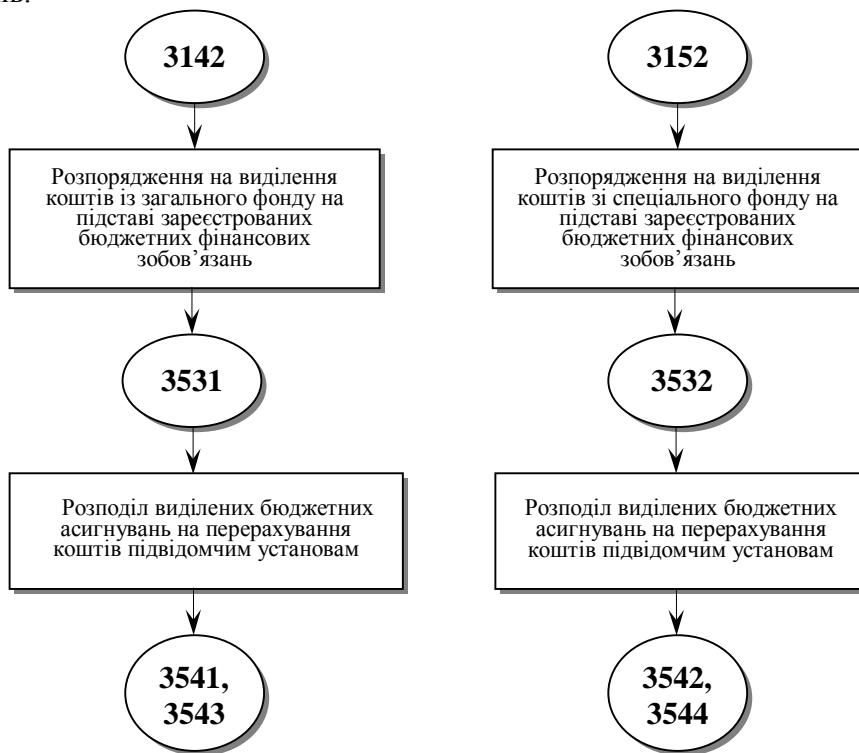 3142
Розпорядження на виділення
коштів із загального фонду на
підставі зареєстрованих
бюджетних фінансових
зобов’язань
3531
Розподіл виділених бюджетних
асигнувань на перерахування
коштів підвідомчим установам
3541,
3543
3152
Розпорядження на виділення
коштів зі спеціального фонду на
підставі зареєстрованих
бюджетних фінансових
зобов’язань
3532
Розподіл виділених бюджетних
асигнувань на перерахування
коштів підвідомчим установам
3542,
3544